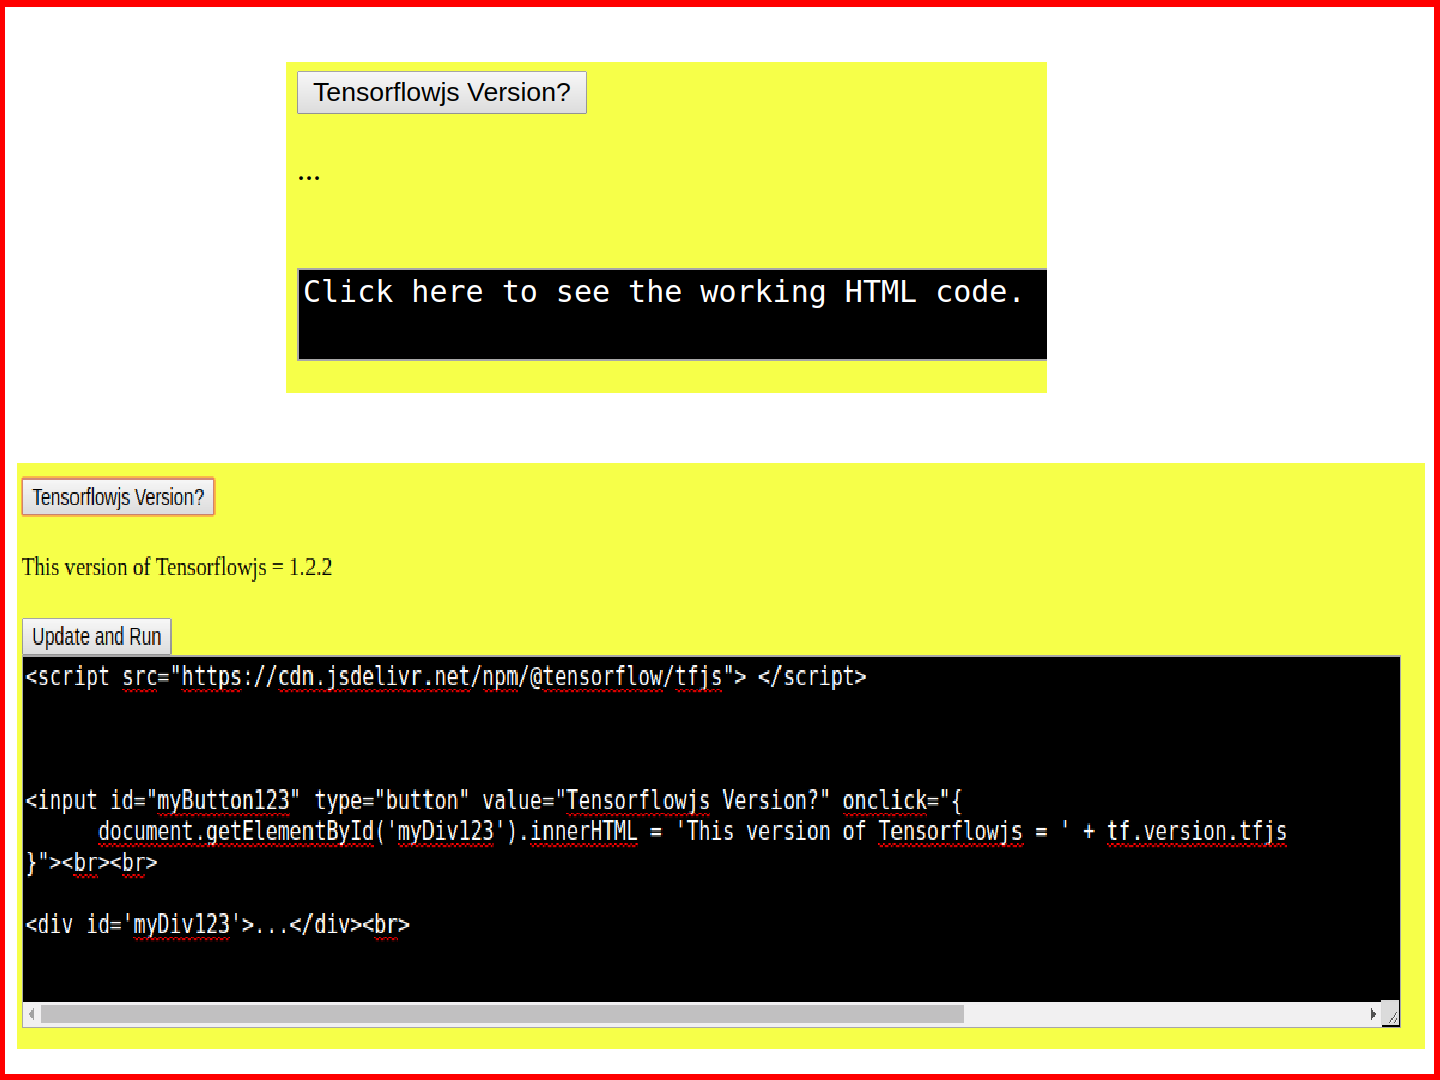 Tensorflowjs Version?
...
Click here to see the working HTML code.
Tensorflowjs Version?
This version of Tensorflowjs = 1.2.2
Update and Run
<script src="https://cdn.jsdelivr.net/npm/@tensorflow/tfjs"> </script>
<input id="myButton123" type="button" value="Tensorflowjs Version?" onclick="{
document.getElementById('myDiv123').innerHTML = 'This version of Tensorflowjs = ' + tf.version.tfjs
}"><br><br>
<div id='myDiv123'>...</div><br>